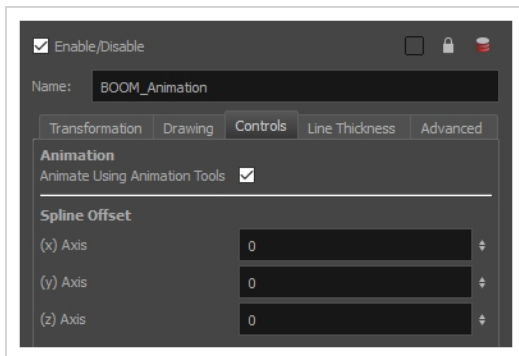 Enable/Disable
Name: BOOM_Animation
Transformation Drawing Controls Line Thickness Advanced
Animation
Animate Using Animation Tools
Spline Offset
(x) Axis 0
(y) Axis 0
(z) Axis 0